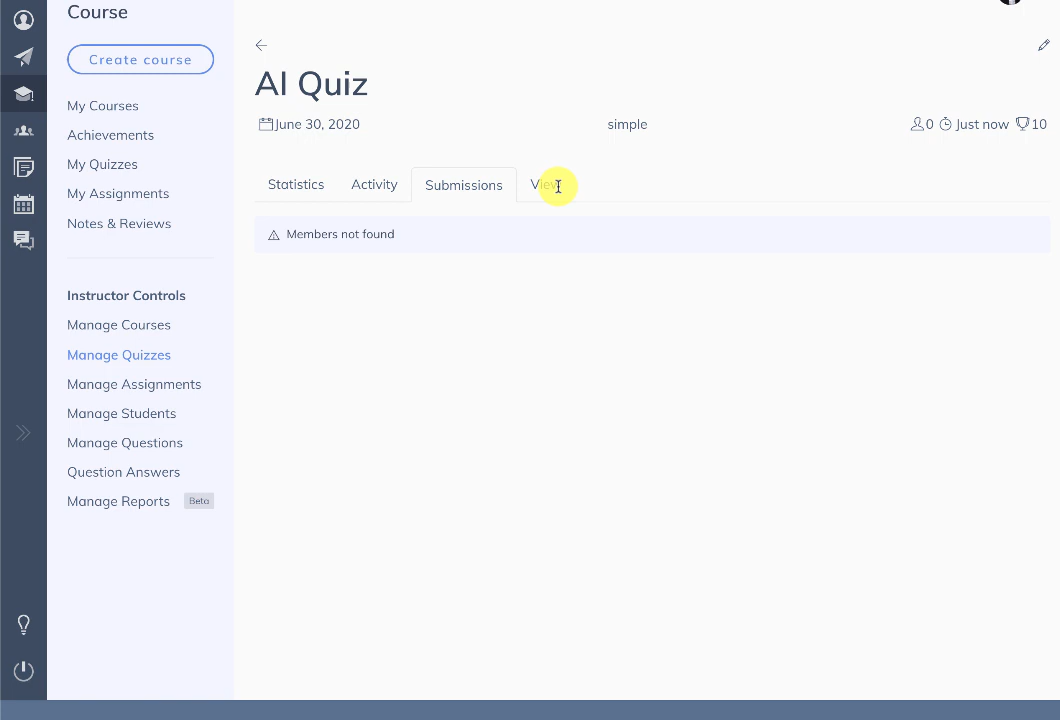 Course
Create course
My Courses
Achievements
My Quizzes
My Assignments
Notes & Reviews
Instructor Controls
Manage Courses
Manage Quizzes
Manage Assignments
Manage Students
Manage Questions
Question Answers
Manage Reports Beta
AI Quiz
June 30, 2020 simple 0 Just now 10
Statistics Activity Submissions View
Members not found